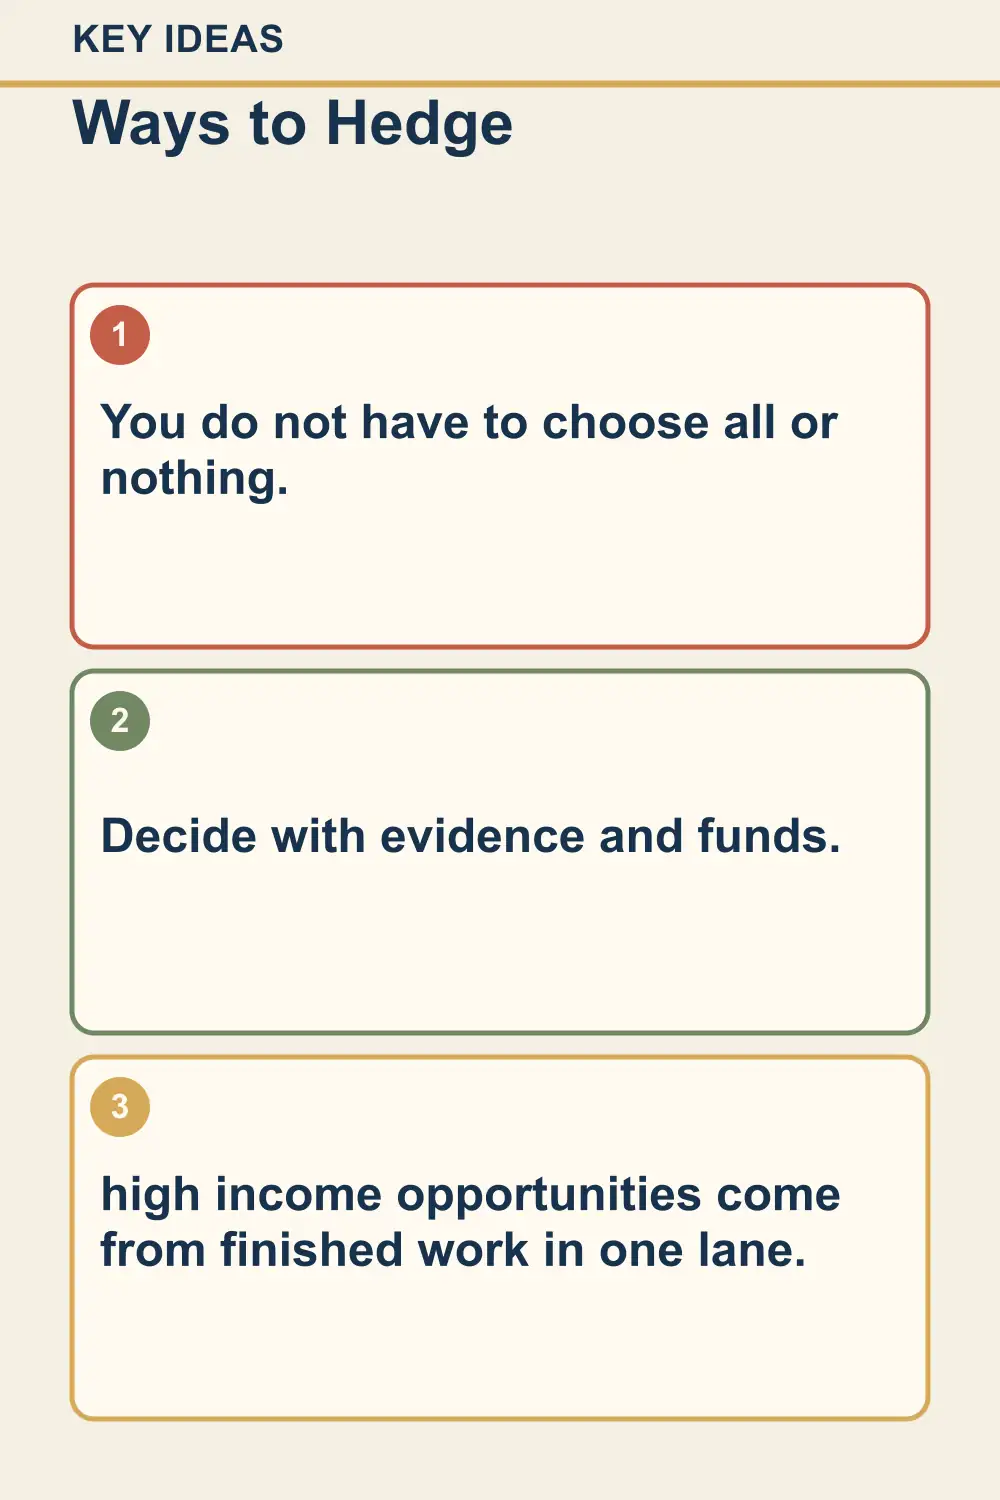 KEY IDEAS
Ways to Hedge
1
You do not have to choose all or
nothing.
2
Decide with evidence and funds.
3
high income opportunities come
from finished work in one lane.